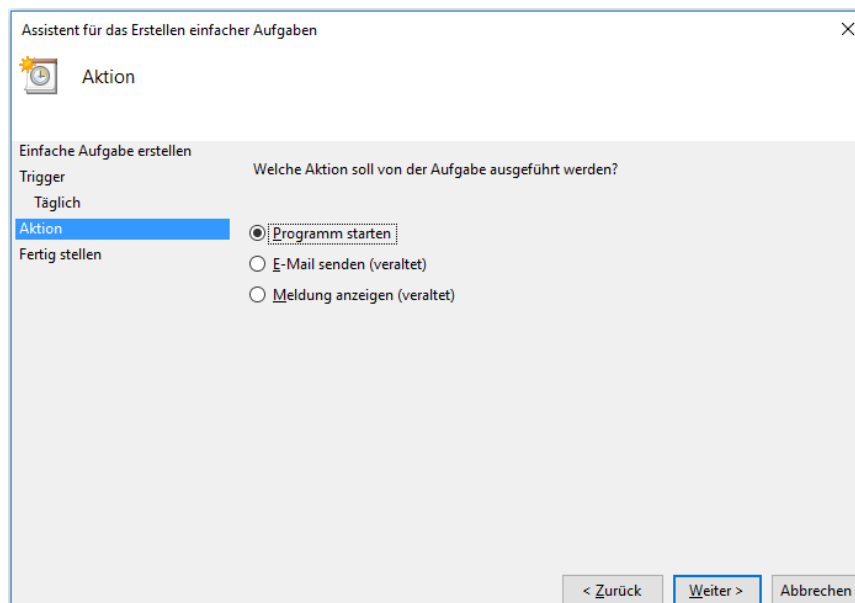 Assistent für das Erstellen einfacher Aufgaben
Aktion
Einfache Aufgabe erstellen
Trigger
Täglich
Aktion
Fertig stellen
Welche Aktion soll von der Aufgabe ausgeführt werden?
Programm starten
E-Mail senden (veraltet)
Meldung anzeigen (veraltet)
< Zurück
Weiter >
Abbrechen